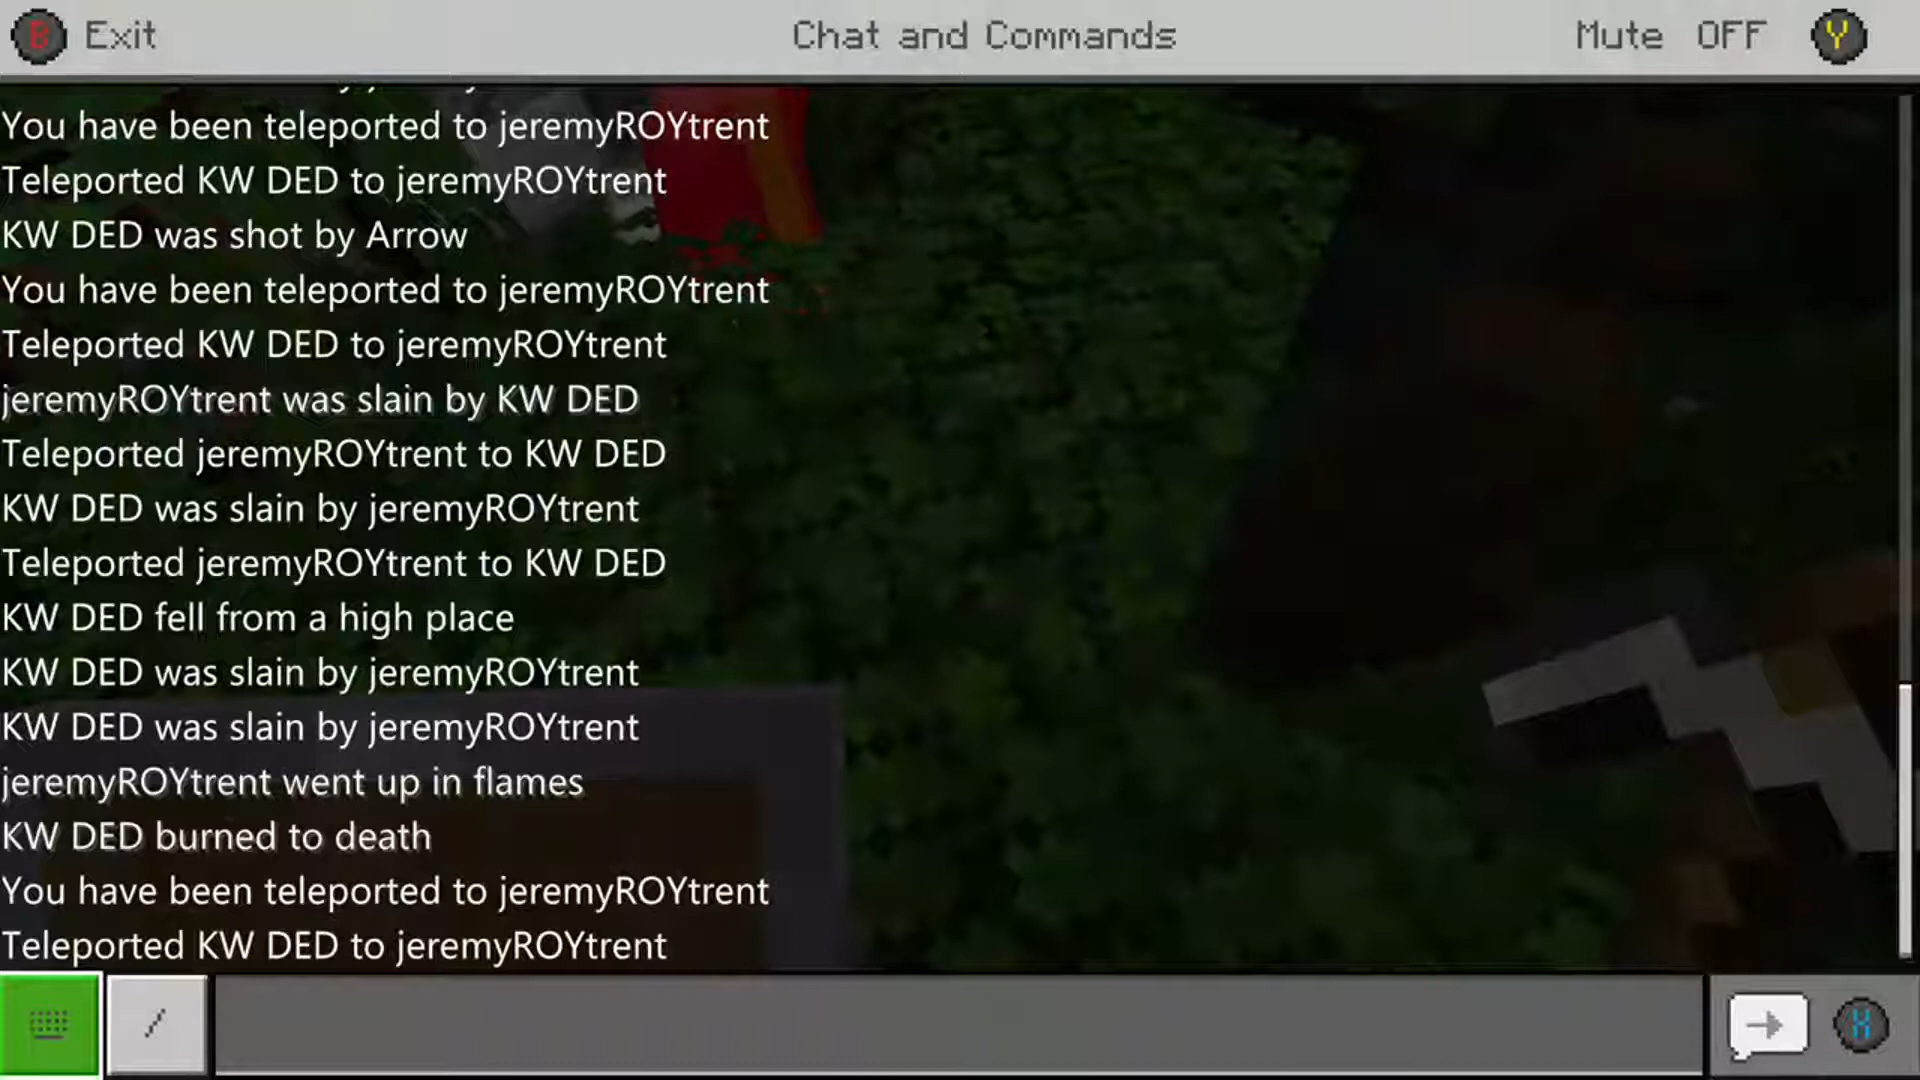 B Exit
Chat and Commands
Mute OFF Y
You have been teleported to jeremyROYtrent
Teleported KW DED to jeremyROYtrent
KW DED was shot by Arrow
You have been teleported to jeremyROYtrent
Teleported KW DED to jeremyROYtrent
jeremyROYtrent was slain by KW DED
Teleported jeremyROYtrent to KW DED
KW DED was slain by jeremyROYtrent
Teleported jeremyROYtrent to KW DED
KW DED fell from a high place
KW DED was slain by jeremyROYtrent
KW DED was slain by jeremyROYtrent
jeremyROYtrent went up in flames
KW DED burned to death
You have been teleported to jeremyROYtrent
Teleported KW DED to jeremyROYtrent
/
X